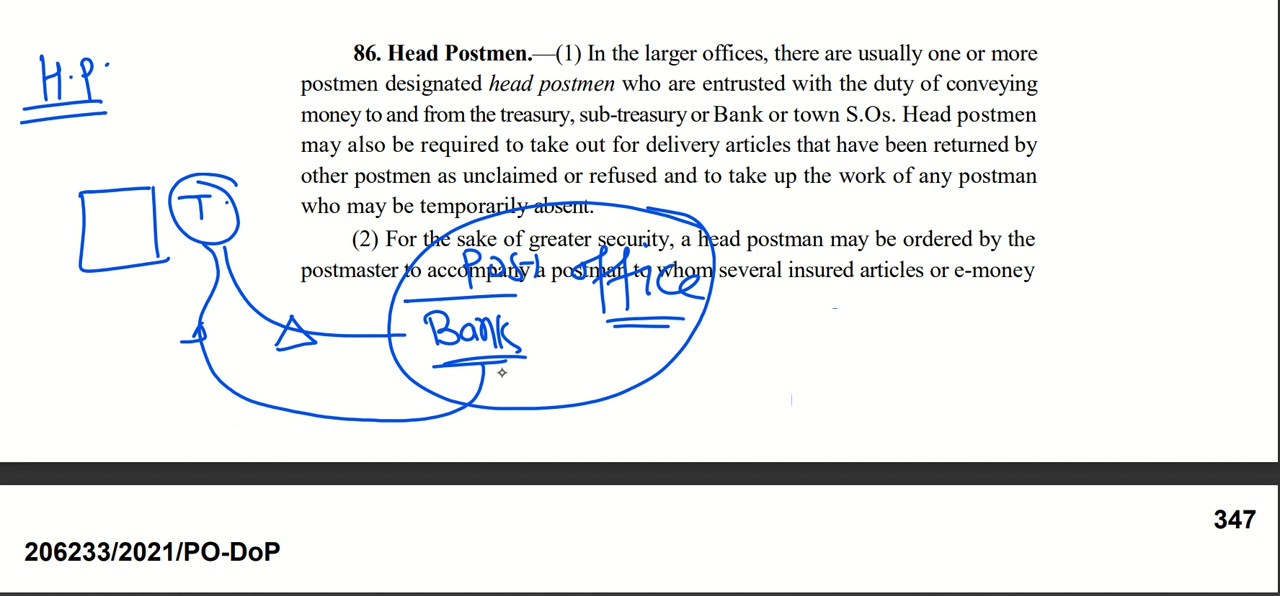 H.P.
86. Head Postmen.—(1) In the larger offices, there are usually one or more
postmen designated head postmen who are entrusted with the duty of conveying
money to and from the treasury, sub-treasury or Bank or town S.Os. Head postmen
may also be required to take out for delivery articles that have been returned by
other postmen as unclaimed or refused and to take up the work of any postman
who may be temporarily absent.
T.
(2) For the sake of greater security, a head postman may be ordered by the
postmaster to accompany a postman to whom several insured articles or e-money
Post office
Bank
347
206233/2021/PO-DoP